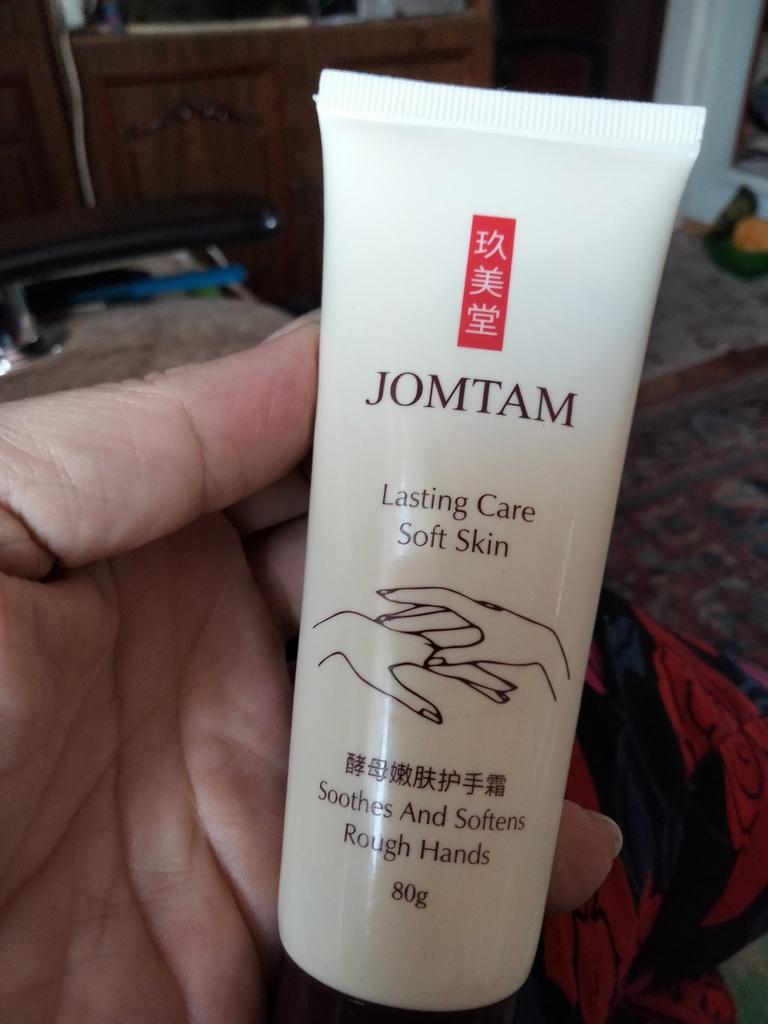 玖美堂
JOMTAM
Lasting Care
Soft Skin
酵母嫩肤护手霜
Soothes And Softens
Rough Hands
80g